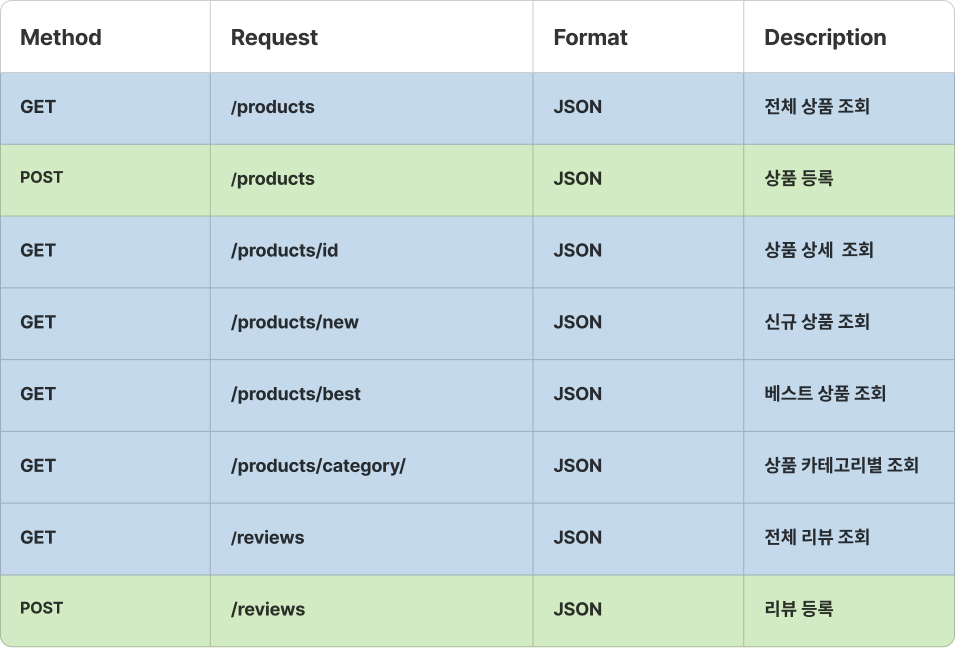 Method Request Format Description
GET /products JSON 전체 상품 조회
POST /products JSON 상품 등록
GET /products/id JSON 상품 상세 조회
GET /products/new JSON 신규 상품 조회
GET /products/best JSON 베스트 상품 조회
GET /products/category/ JSON 상품 카테고리별 조회
GET /reviews JSON 전체 리뷰 조회
POST /reviews JSON 리뷰 등록